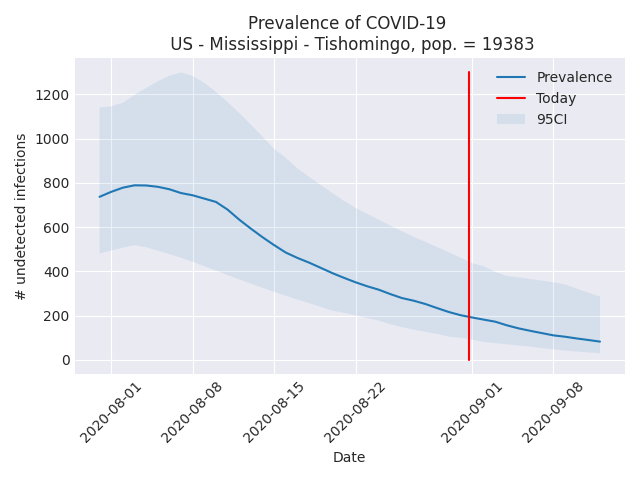 Prevalence of COVID-19
US - Mississippi - Tishomingo, pop. = 19383
# undetected infections
1200
1000
800
600
400
200
0
Prevalence
Today
95CI
2020-08-01
2020-08-08
2020-08-15
2020-08-22
2020-09-01
2020-09-08
Date